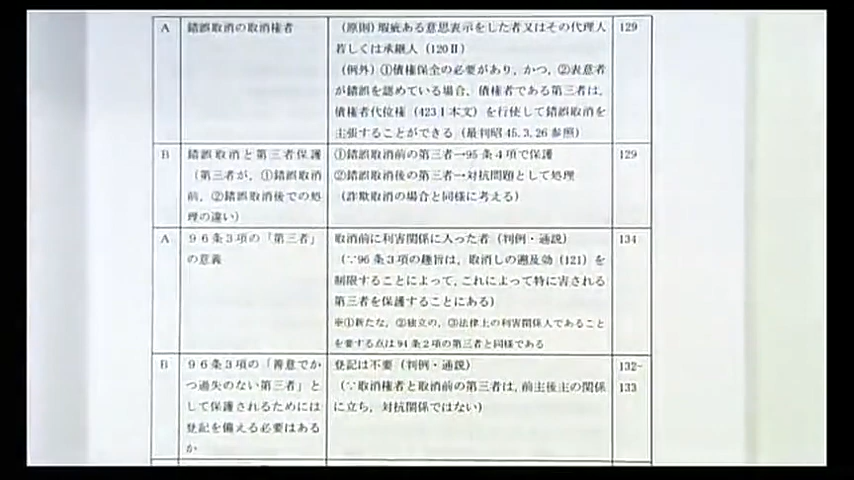 A 錯誤取消の取消権者 (原則)瑕疵ある意思表示をした者又はその代理人 129
若しくは承継人(120Ⅱ)
(例外)①債権保全の必要があり,かつ,②表意者
が錯誤を認めている場合,債権者である第三者は,
債権者代位権(423Ⅰ本文)を行使して錯誤取消を
主張することができる(最判昭45.3.26参照)
B 錯誤取消と第三者保護 ①錯誤取消前の第三者→95条4項で保護 129
(第三者が,①錯誤取消 ②錯誤取消後の第三者→対抗問題として処理
前,②錯誤取消後での処 (詐欺取消の場合と同様に考える)
理の違い)
A 96条3項の「第三者」 取消前に利害関係に入った者(判例・通説) 134
の意義 (∵96条3項の趣旨は,取消しの遡及効(121)を
制限することによって,これによって特に害される
第三者を保護することにある)
※①新たな,②独立の,③法律上の利害関係人であること
を要する点は94条2項の第三者と同様である
B 96条3項の「善意でか 登記は不要(判例・通説) 132~
つ過失のない第三者」と (∵取消権者と取消前の第三者は,前主後主の関係 133
して保護されるためには に立ち,対抗関係ではない)
登記を備える必要はある
か